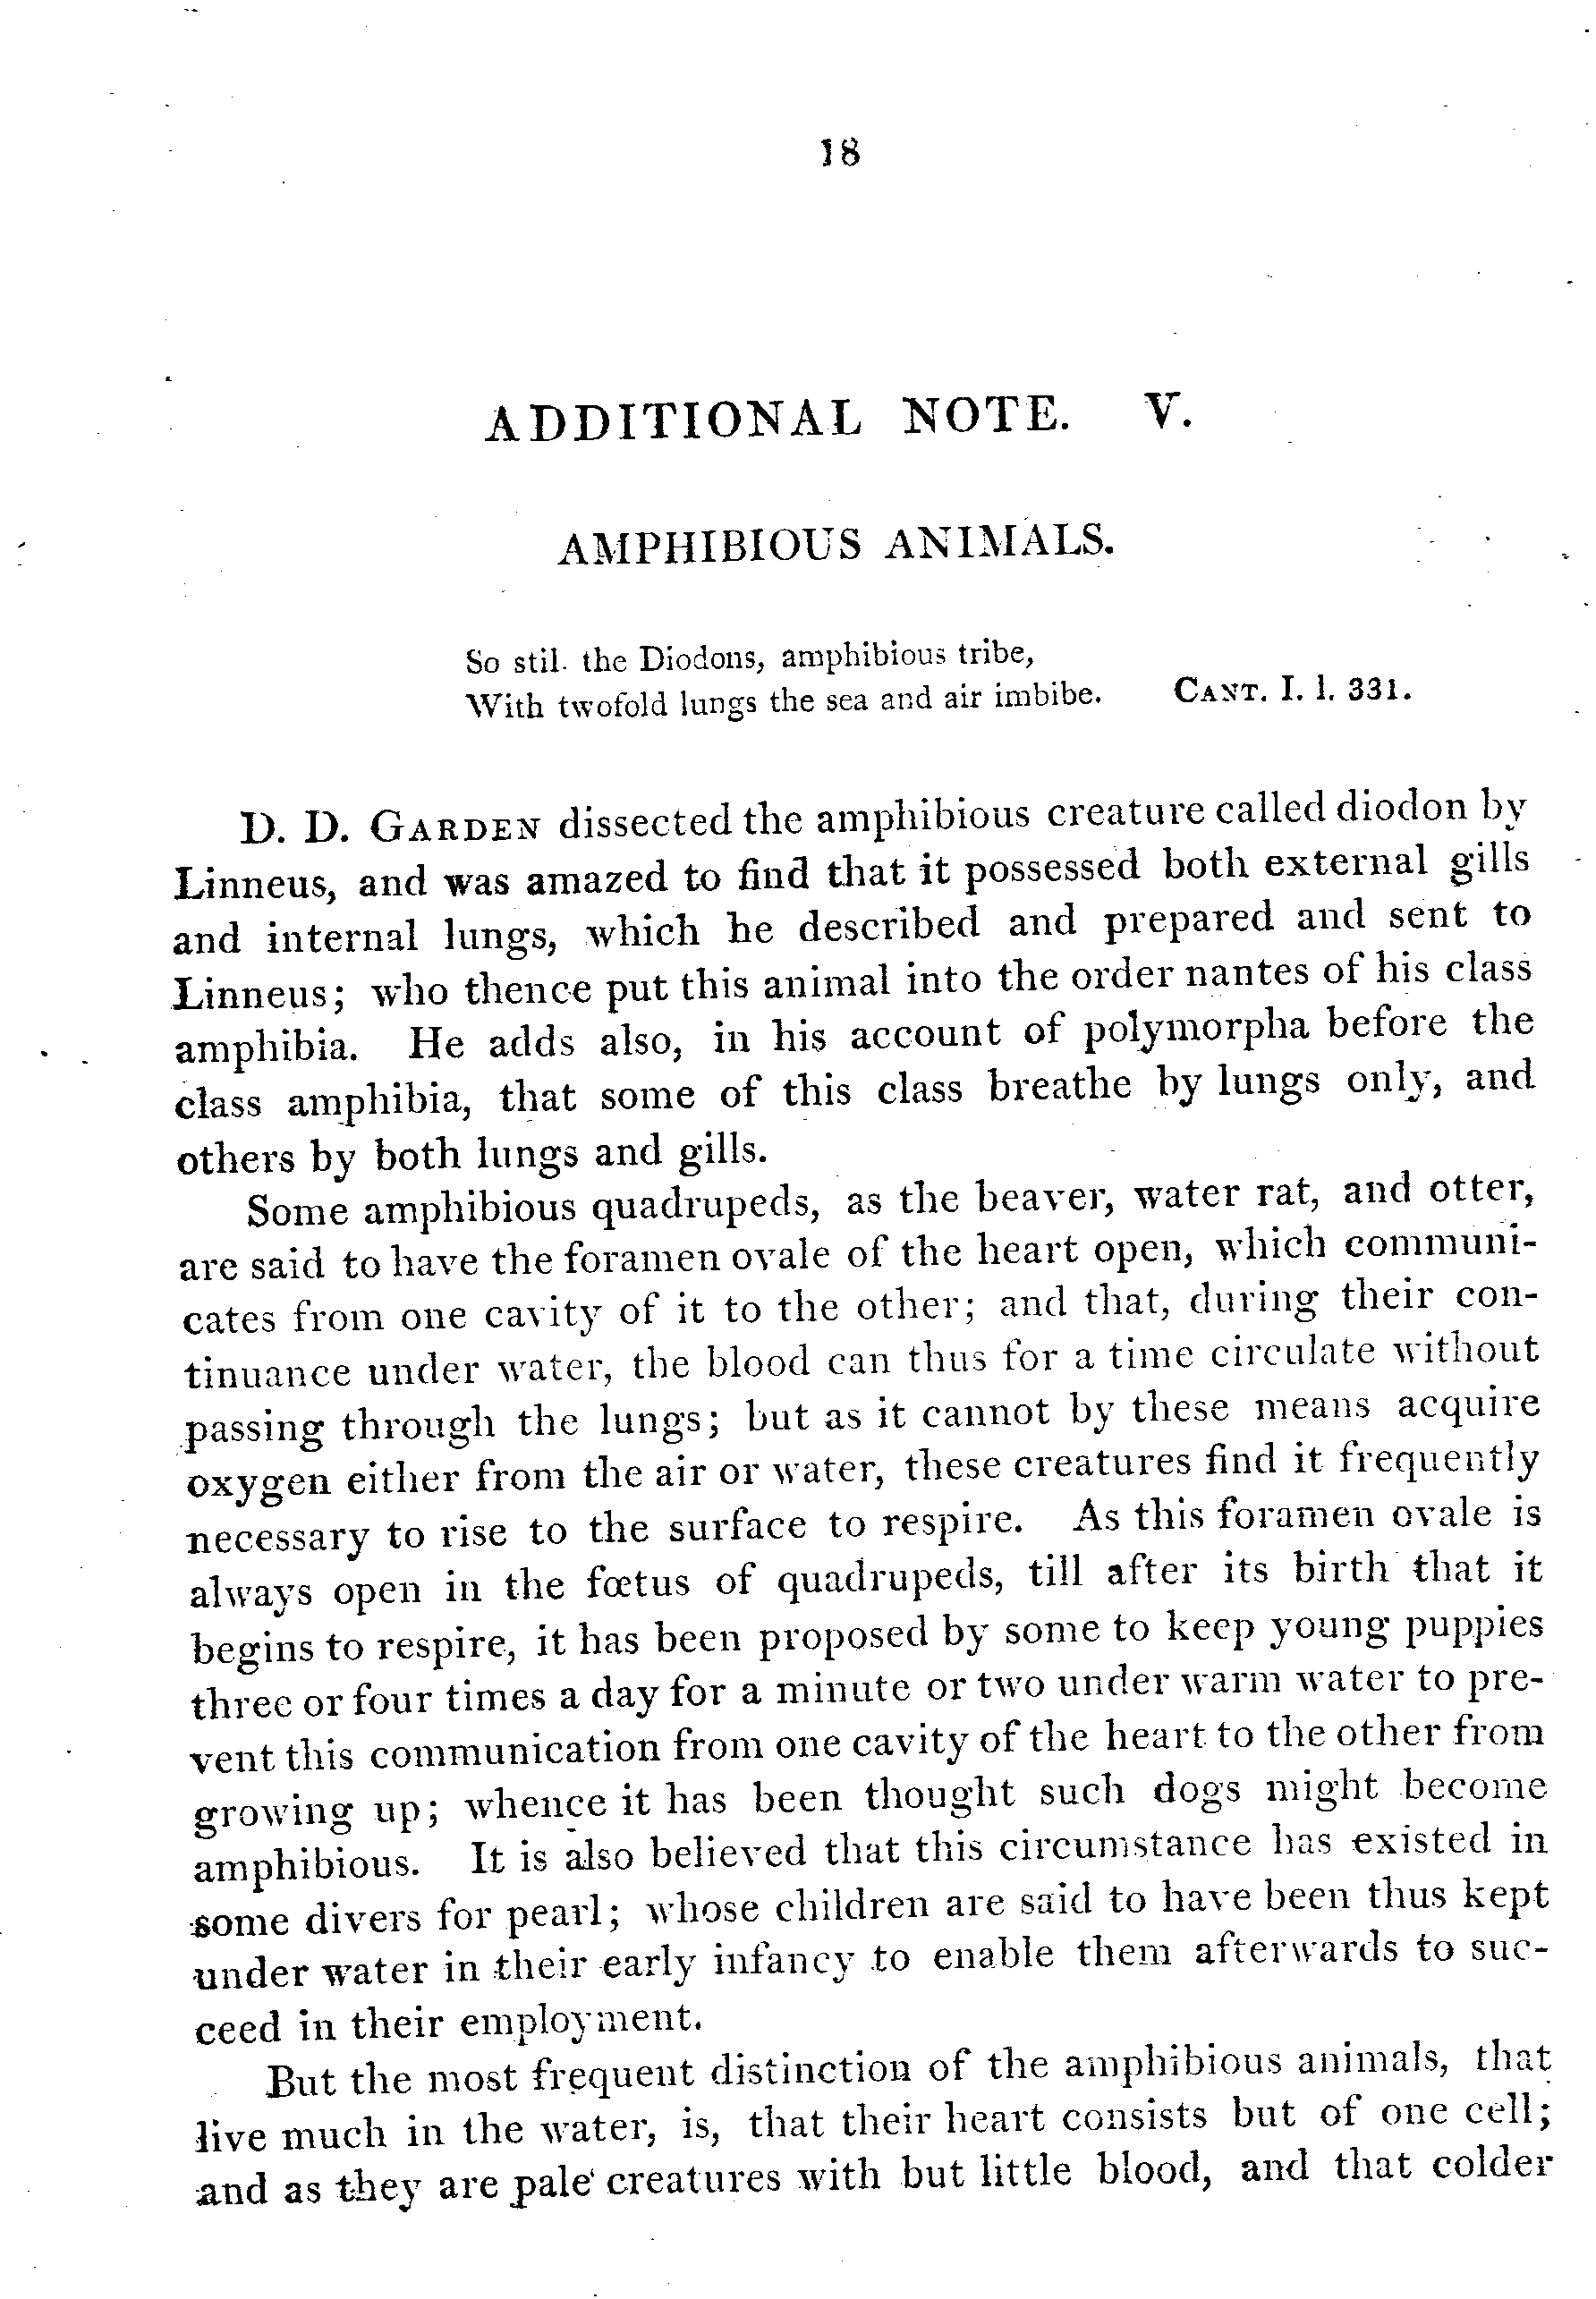 18
ADDITIONAL NOTE. V.
AMPHIBIOUS ANIMALS.
So stil. the Diodons, amphibious tribe,
With twofold lungs the sea and air imbibe. CANT. I. l. 331.
D. D. GARDEN dissected the amphibious creature called diodon by
Linneus, and was amazed to find that it possessed both external gills
and internal lungs, which he described and prepared and sent to
Linneus; who thence put this animal into the order nantes of his class
amphibia. He adds also, in his account of polymorpha before the
class amphibia, that some of this class breathe by lungs only, and
others by both lungs and gills.
Some amphibious quadrupeds, as the beaver, water rat, and otter,
are said to have the foramen ovale of the heart open, which communi-
cates from one cavity of it to the other; and that, during their con-
tinuance under water, the blood can thus for a time circulate without
passing through the lungs; but as it cannot by these means acquire
oxygen either from the air or water, these creatures find it frequently
necessary to rise to the surface to respire. As this foramen ovale is
always open in the fœtus of quadrupeds, till after its birth that it
begins to respire, it has been proposed by some to keep young puppies
three or four times a day for a minute or two under warm water to pre-
vent this communication from one cavity of the heart to the other from
growing up; whence it has been thought such dogs might become
amphibious. It is also believed that this circumstance has existed in
some divers for pearl; whose children are said to have been thus kept
under water in their early infancy to enable them afterwards to suc-
ceed in their employment.
But the most frequent distinction of the amphibious animals, that
live much in the water, is, that their heart consists but of one cell;
and as they are pale creatures with but little blood, and that colder